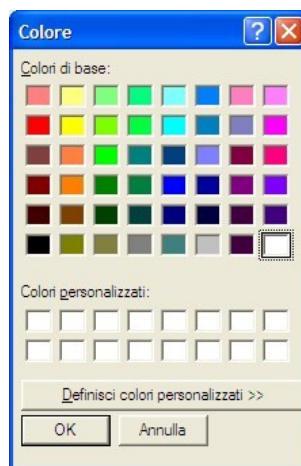 Colore
Colori di base:
Colori personalizzati:
Definisci colori personalizzati >>
OK
Annulla